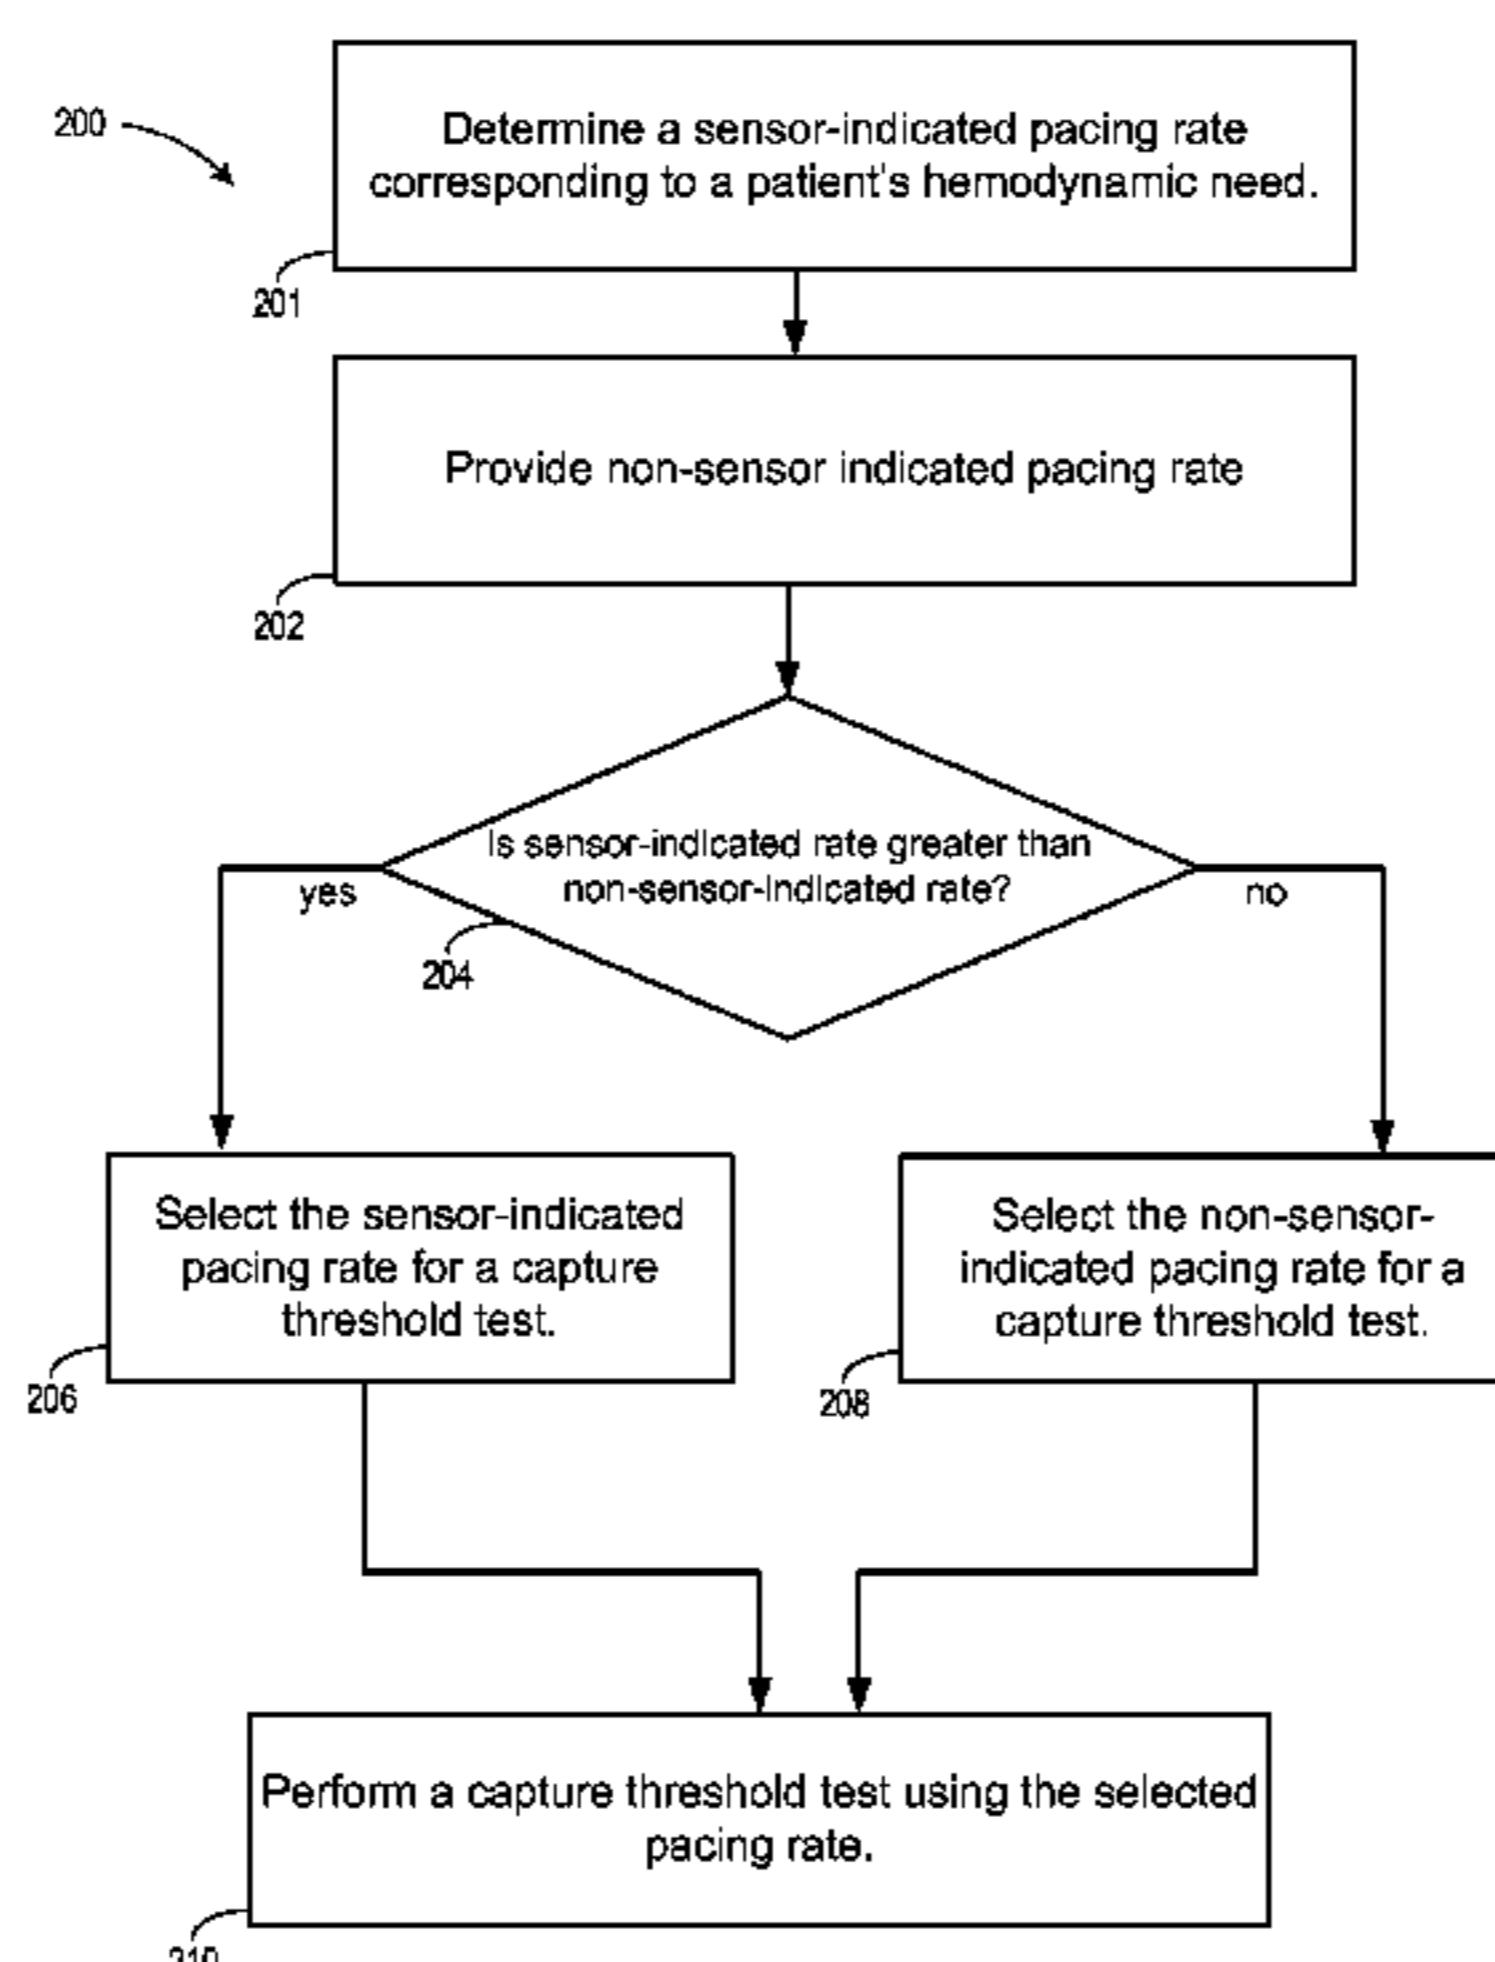 200
Determine a sensor-indicated pacing rate
corresponding to a patient's hemodynamic need.
201
Provide non-sensor indicated pacing rate
202
Is sensor-indicated rate greater than
non-sensor-indicated rate?
yes
no
204
Select the sensor-indicated
pacing rate for a capture
threshold test.
206
Select the non-sensor-
indicated pacing rate for a
capture threshold test.
208
Perform a capture threshold test using the selected
pacing rate.